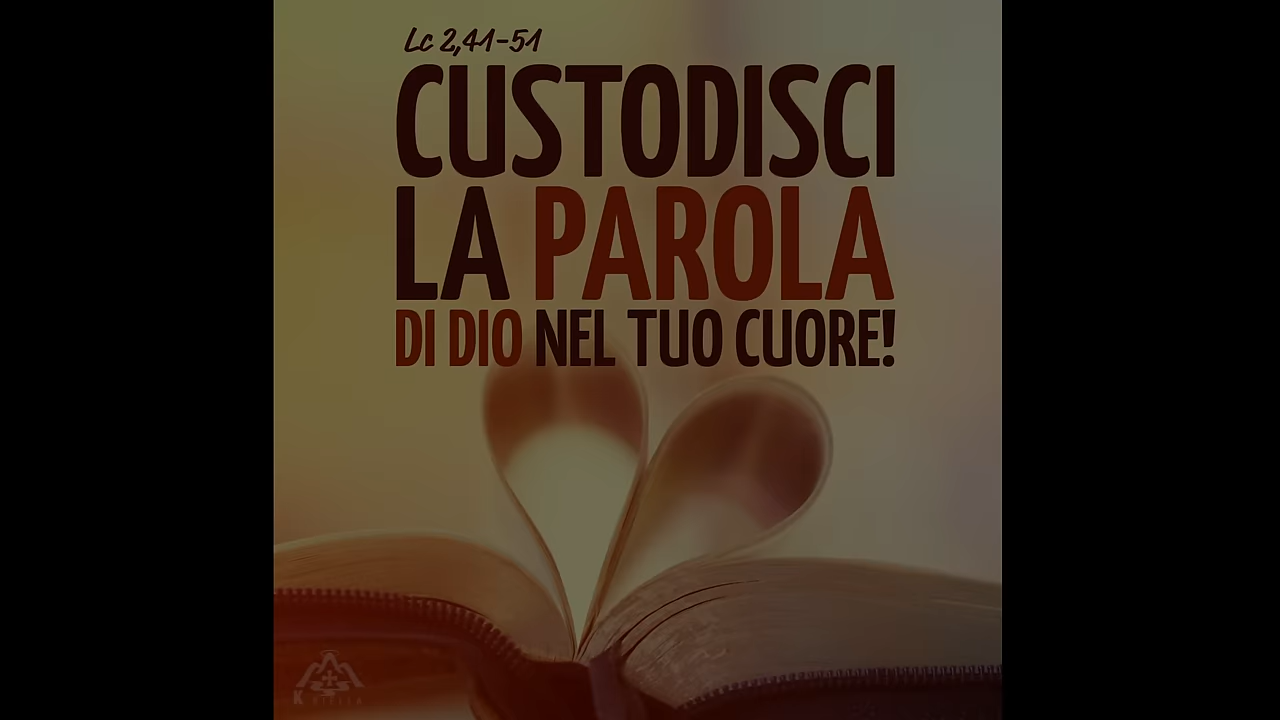 Lc 2,41-51
CUSTODISCI
LA PAROLA
DI DIO NEL TUO CUORE!